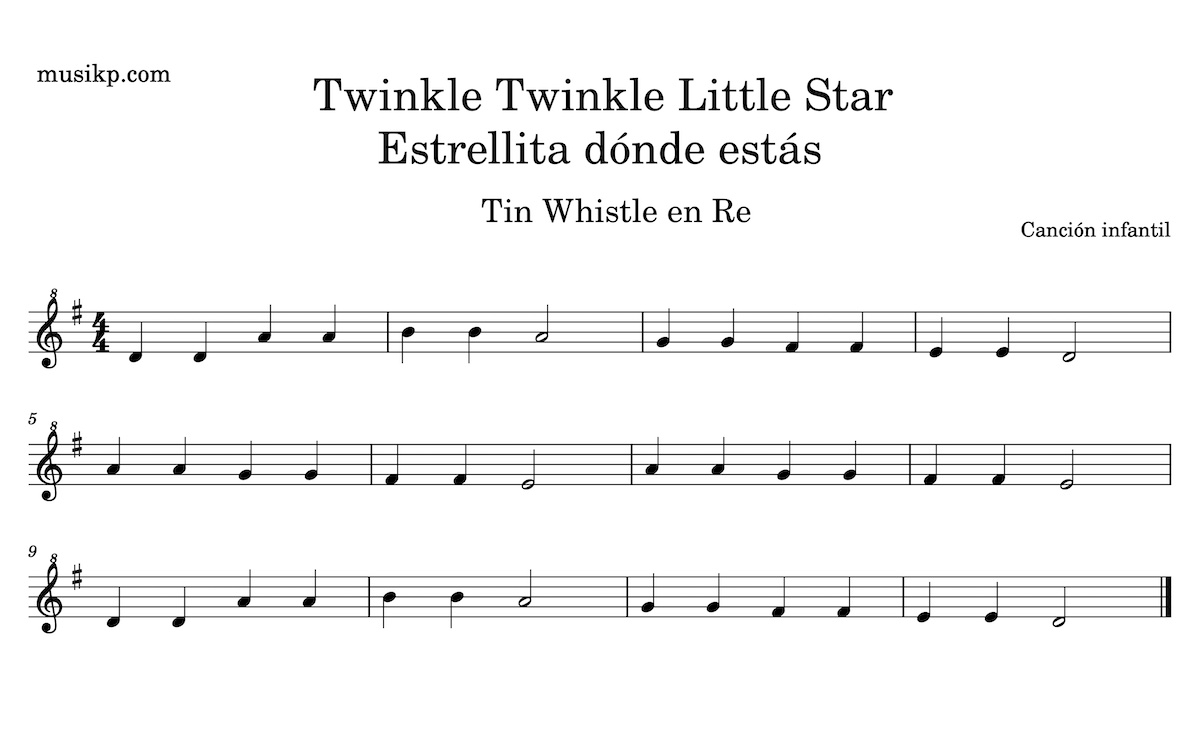 musikp.com
Twinkle Twinkle Little Star
Estrellita dónde estás
Tin Whistle en Re
Canción infantil
8
4
4
5
8
9
8